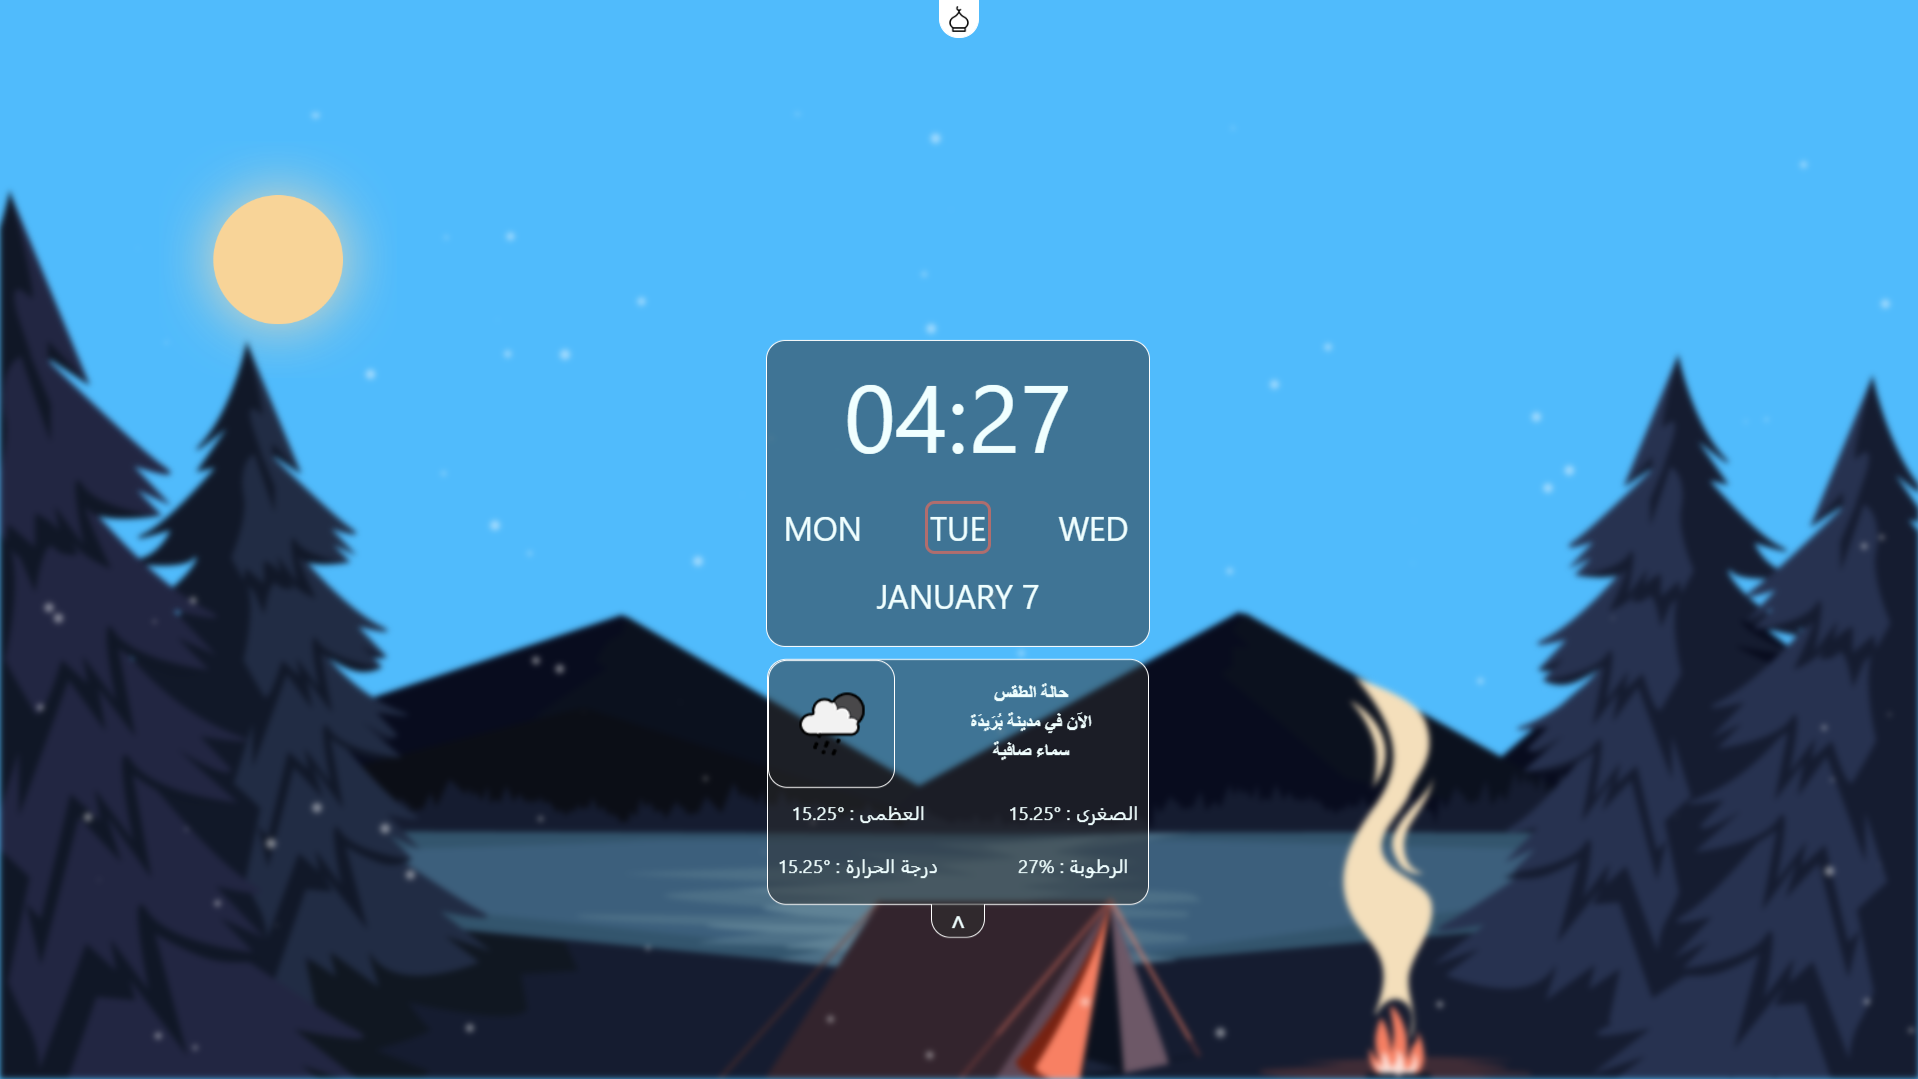 04:27
MON TUE WED
JANUARY 7
حالة الطقس
الآن في مدينة بُرَيدَة
سماء صافية
الصغرى : 15.25°
العظمى : 15.25°
الرطوبة : 27%
درجة الحرارة : 15.25°